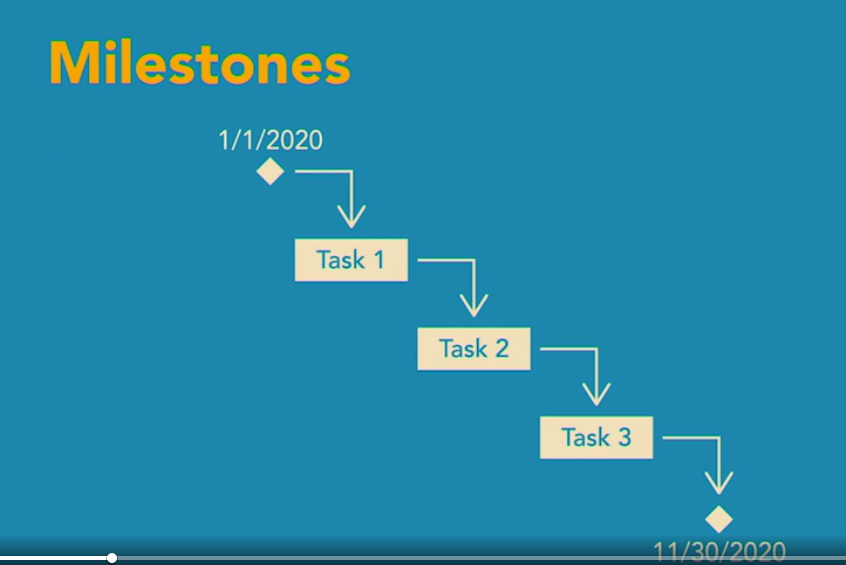 Milestones
1/1/2020
Task 1
Task 2
Task 3
11/30/2020